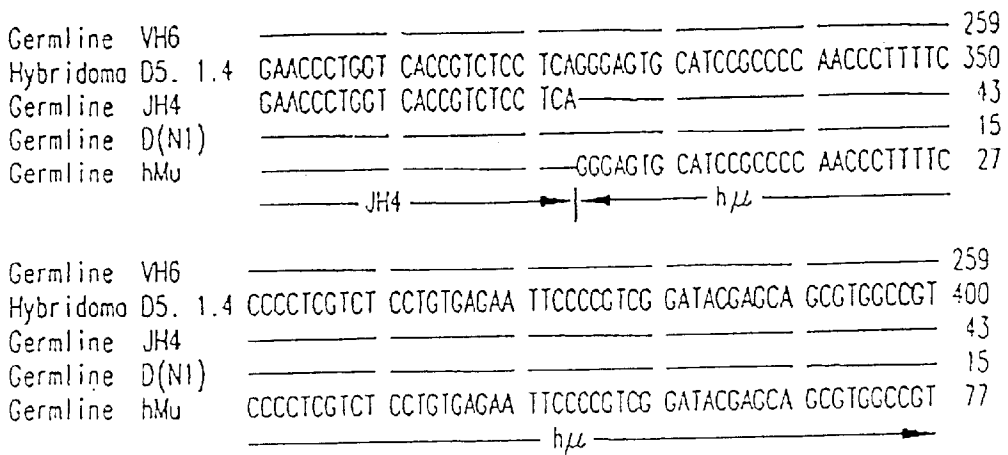 Germline VH6 259
Hybridoma D5. 1.4 GAACCCTGGT CACCGTCTCC TCAGGGAGTG CATCCGCCCC AACCCTTTTC 350
Germline JH4 GAACCCTGGT CACCGTCTCC TCA 43
Germline D(N1) 15
Germline hMu GGGAGTG CATCCGCCCC AACCCTTTTC 27
JH4 hμ
Germline VH6 259
Hybridoma D5. 1.4 CCCCTCGTCT CCTGTGAGAA TTCCCCGTCG GATACGAGCA GCGTGGCCGT 400
Germline JH4 43
Germline D(N1) 15
Germline hMu CCCCTCGTCT CCTGTGAGAA TTCCCCGTCG GATACGAGCA GCGTGGCCGT 77
hμ